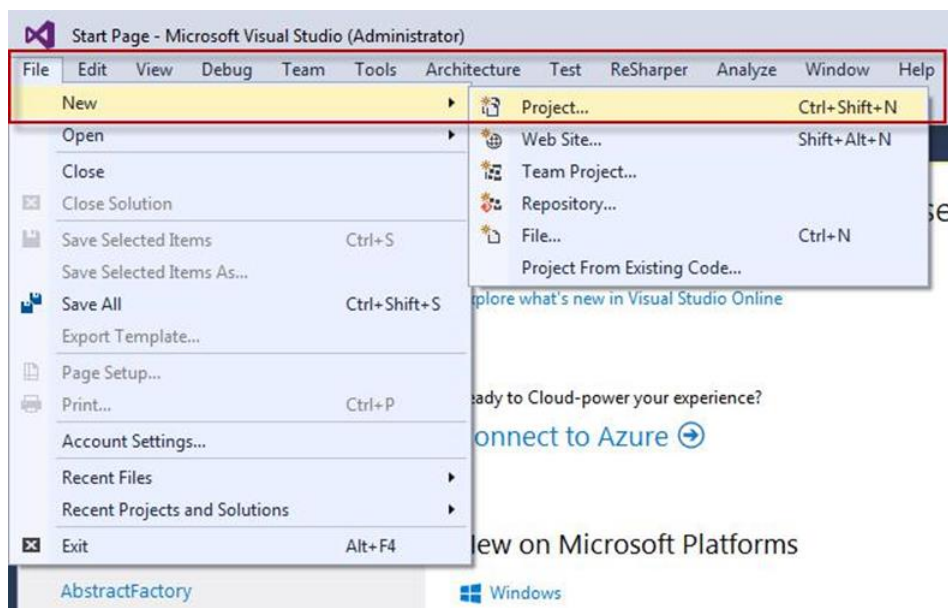 Start Page - Microsoft Visual Studio (Administrator)
File Edit View Debug Team Tools Architecture Test ReSharper Analyze Window Help
New
Project... Ctrl+Shift+N
Open
Web Site... Shift+Alt+N
Close
Team Project...
Close Solution
Repository...
Save Selected Items Ctrl+S
File... Ctrl+N
Save Selected Items As...
Project From Existing Code...
Save All Ctrl+Shift+S
xplore what's new in Visual Studio Online
Export Template...
Page Setup...
Print... Ctrl+P
eady to Cloud-power your experience?
Account Settings...
onnect to Azure
Recent Files
Recent Projects and Solutions
Exit Alt+F4
ew on Microsoft Platforms
AbstractFactory
Windows